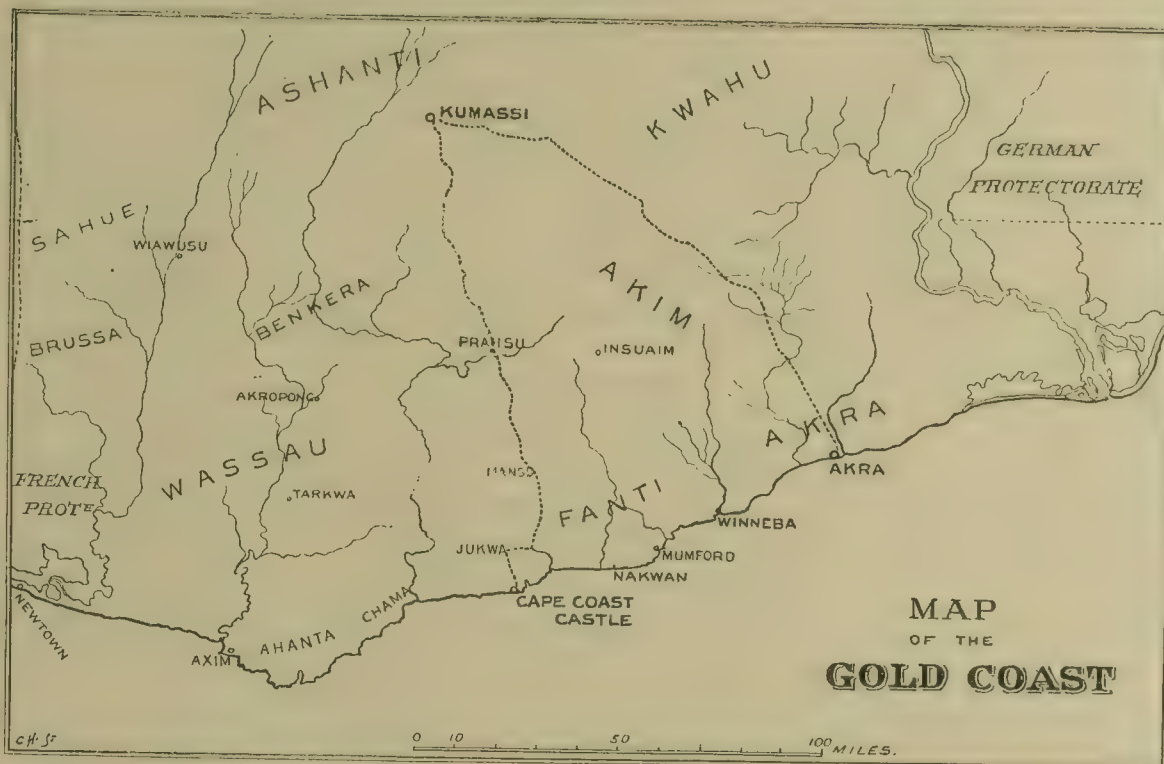 ASHANTI
KUMASSI
KWAHU
GERMAN
PROTECTORATE
SAHUE
WIAWUSU
BENKERA
AKIM
BRUSSA
PRAHSU
INSUAIM
AKROPONG
AKRA
WASSAU
MANSO
AKRA
FRENCH
PROTE
TARKWA
FANTI
WINNEBA
JUKWA
MUMFORD
NAKWAN
CHAMA
CAPE COAST
CASTLE
NEWTOWN
AHANTA
AXIM
MAP
OF THE
GOLD COAST
0 10 50 100 MILES.